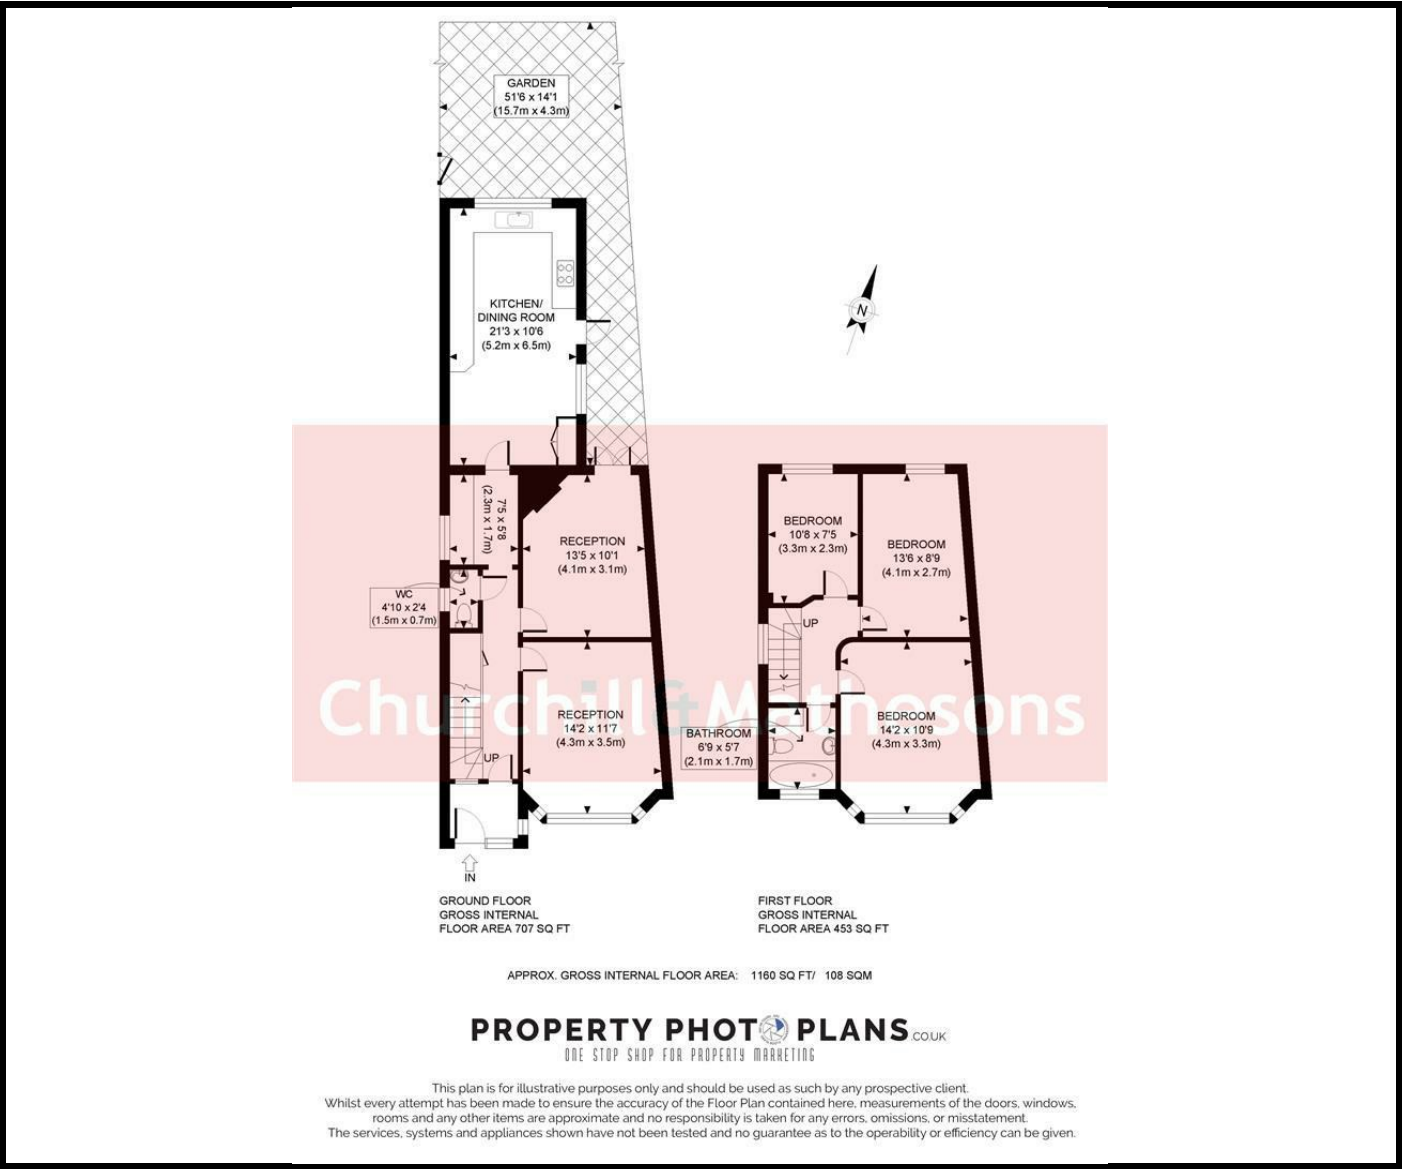 GARDEN
51'6 x 14'1
(15.7m x 4.3m)
KITCHEN/
DINING ROOM
21'3 x 10'6
(5.2m x 6.5m)
N
7'5 x 5'8
(2.3m x 1.7m)
RECEPTION
13'5 x 10'1
(4.1m x 3.1m)
BEDROOM
10'8 x 7'5
(3.3m x 2.3m)
BEDROOM
13'6 x 8'9
(4.1m x 2.7m)
WC
4'10 x 2'4
(1.5m x 0.7m)
UP
Churchill & Mathesons
RECEPTION
14'2 x 11'7
(4.3m x 3.5m)
BEDROOM
14'2 x 10'9
(4.3m x 3.3m)
BATHROOM
6'9 x 5'7
(2.1m x 1.7m)
UP
IN
GROUND FLOOR
GROSS INTERNAL
FLOOR AREA 707 SQ FT
FIRST FLOOR
GROSS INTERNAL
FLOOR AREA 453 SQ FT
APPROX. GROSS INTERNAL FLOOR AREA: 1160 SQ FT/ 108 SQM
PROPERTY PHOTO PLANS.CO.UK
ONE STOP SHOP FOR PROPERTY MARKETING
This plan is for illustrative purposes only and should be used as such by any prospective client.
Whilst every attempt has been made to ensure the accuracy of the Floor Plan contained here, measurements of the doors, windows,
rooms and any other items are approximate and no responsibility is taken for any errors, omissions, or misstatement.
The services, systems and appliances shown have not been tested and no guarantee as to the operability or efficiency can be given.